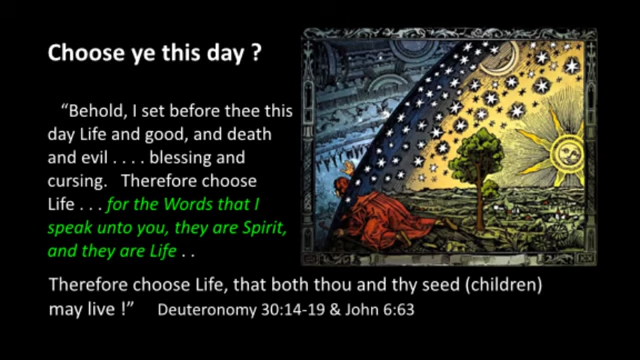 Choose ye this day ?
“Behold, I set before thee this
day Life and good, and death
and evil . . . . blessing and
cursing. Therefore choose
Life . . . for the Words that I
speak unto you, they are Spirit,
and they are Life . .
Therefore choose Life, that both thou and thy seed (children)
may live !” Deuteronomy 30:14-19 & John 6:63